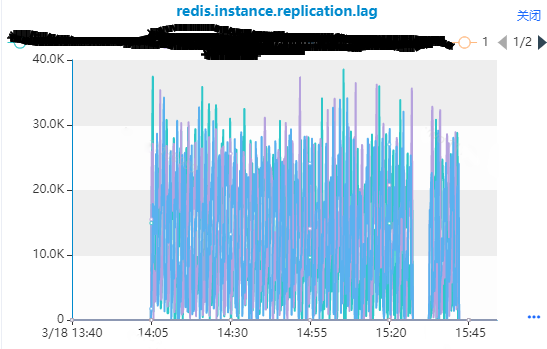 redis.instance.replication.lag
关闭
1
1/2
40.0K
30.0K
20.0K
10.0K
0
3/18 13:40 14:05 14:30 14:55 15:20 15:45